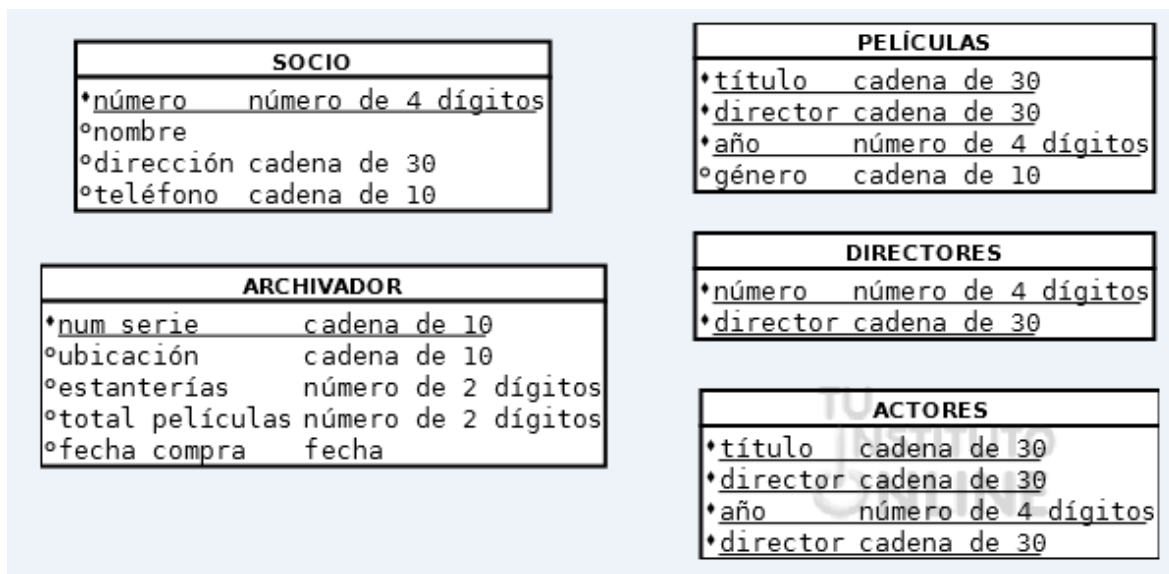 SOCIO
número número de 4 dígitos
nombre
dirección cadena de 30
teléfono cadena de 10
ARCHIVADOR
num serie cadena de 10
ubicación cadena de 10
estanterías número de 2 dígitos
total películas número de 2 dígitos
fecha compra fecha
PELÍCULAS
título cadena de 30
director cadena de 30
año número de 4 dígitos
género cadena de 10
DIRECTORES
número número de 4 dígitos
director cadena de 30
ACTORES
título cadena de 30
director cadena de 30
año número de 4 dígitos
director cadena de 30
TU
INSTITUTO
ONLINE